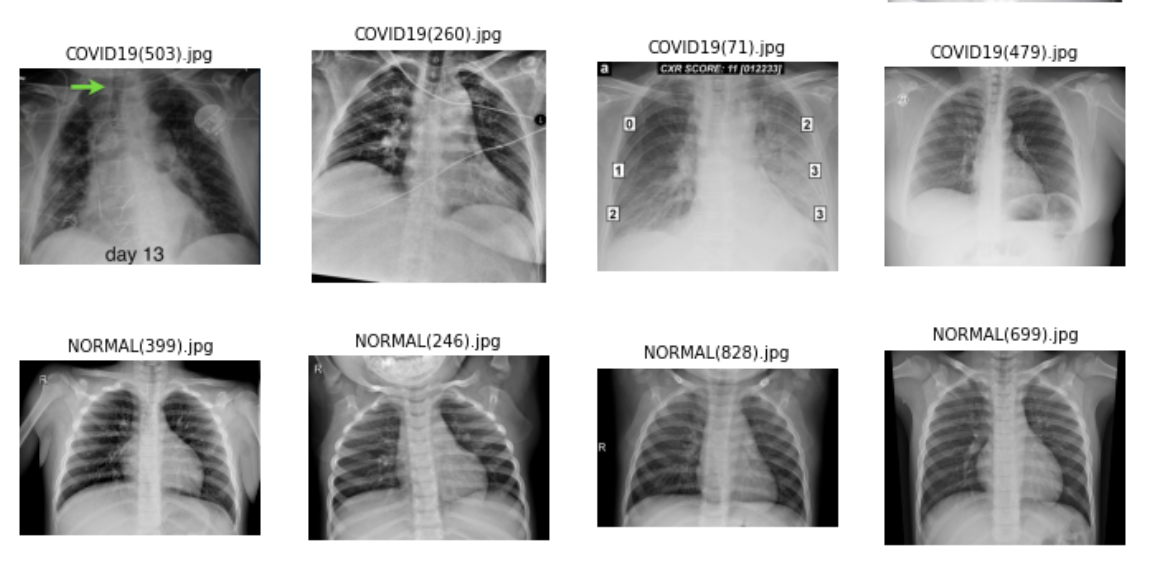 COVID19(503).jpg
COVID19(260).jpg
COVID19(71).jpg
COVID19(479).jpg
day 13
a
CXR SCORE: 11 [012233]
0
2
1
3
2
3
NORMAL(399).jpg
NORMAL(246).jpg
NORMAL(828).jpg
NORMAL(699).jpg
R
R
R